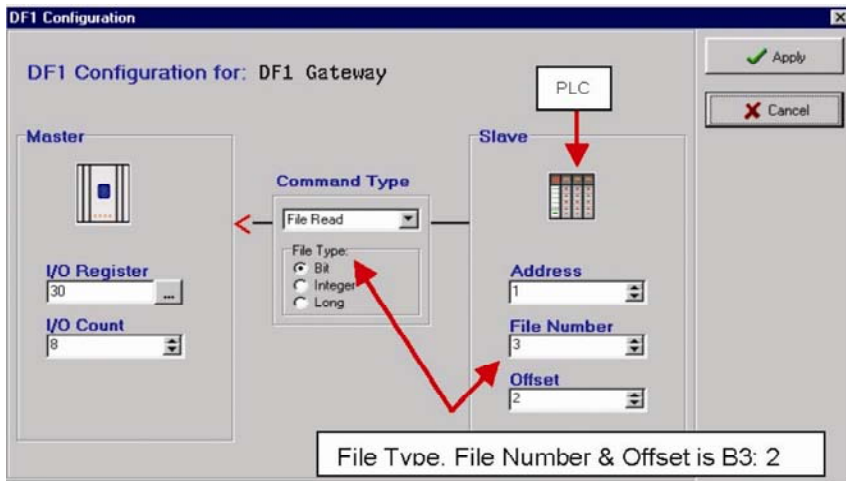 DF1 Configuration
DF1 Configuration for: DF1 Gateway
PLC
Apply
Cancel
Master
Slave
Command Type
File Read
File Type:
Bit
Integer
Long
I/O Register
30
...
I/O Count
8
Address
1
File Number
3
Offset
2
File Type, File Number & Offset is B3: 2